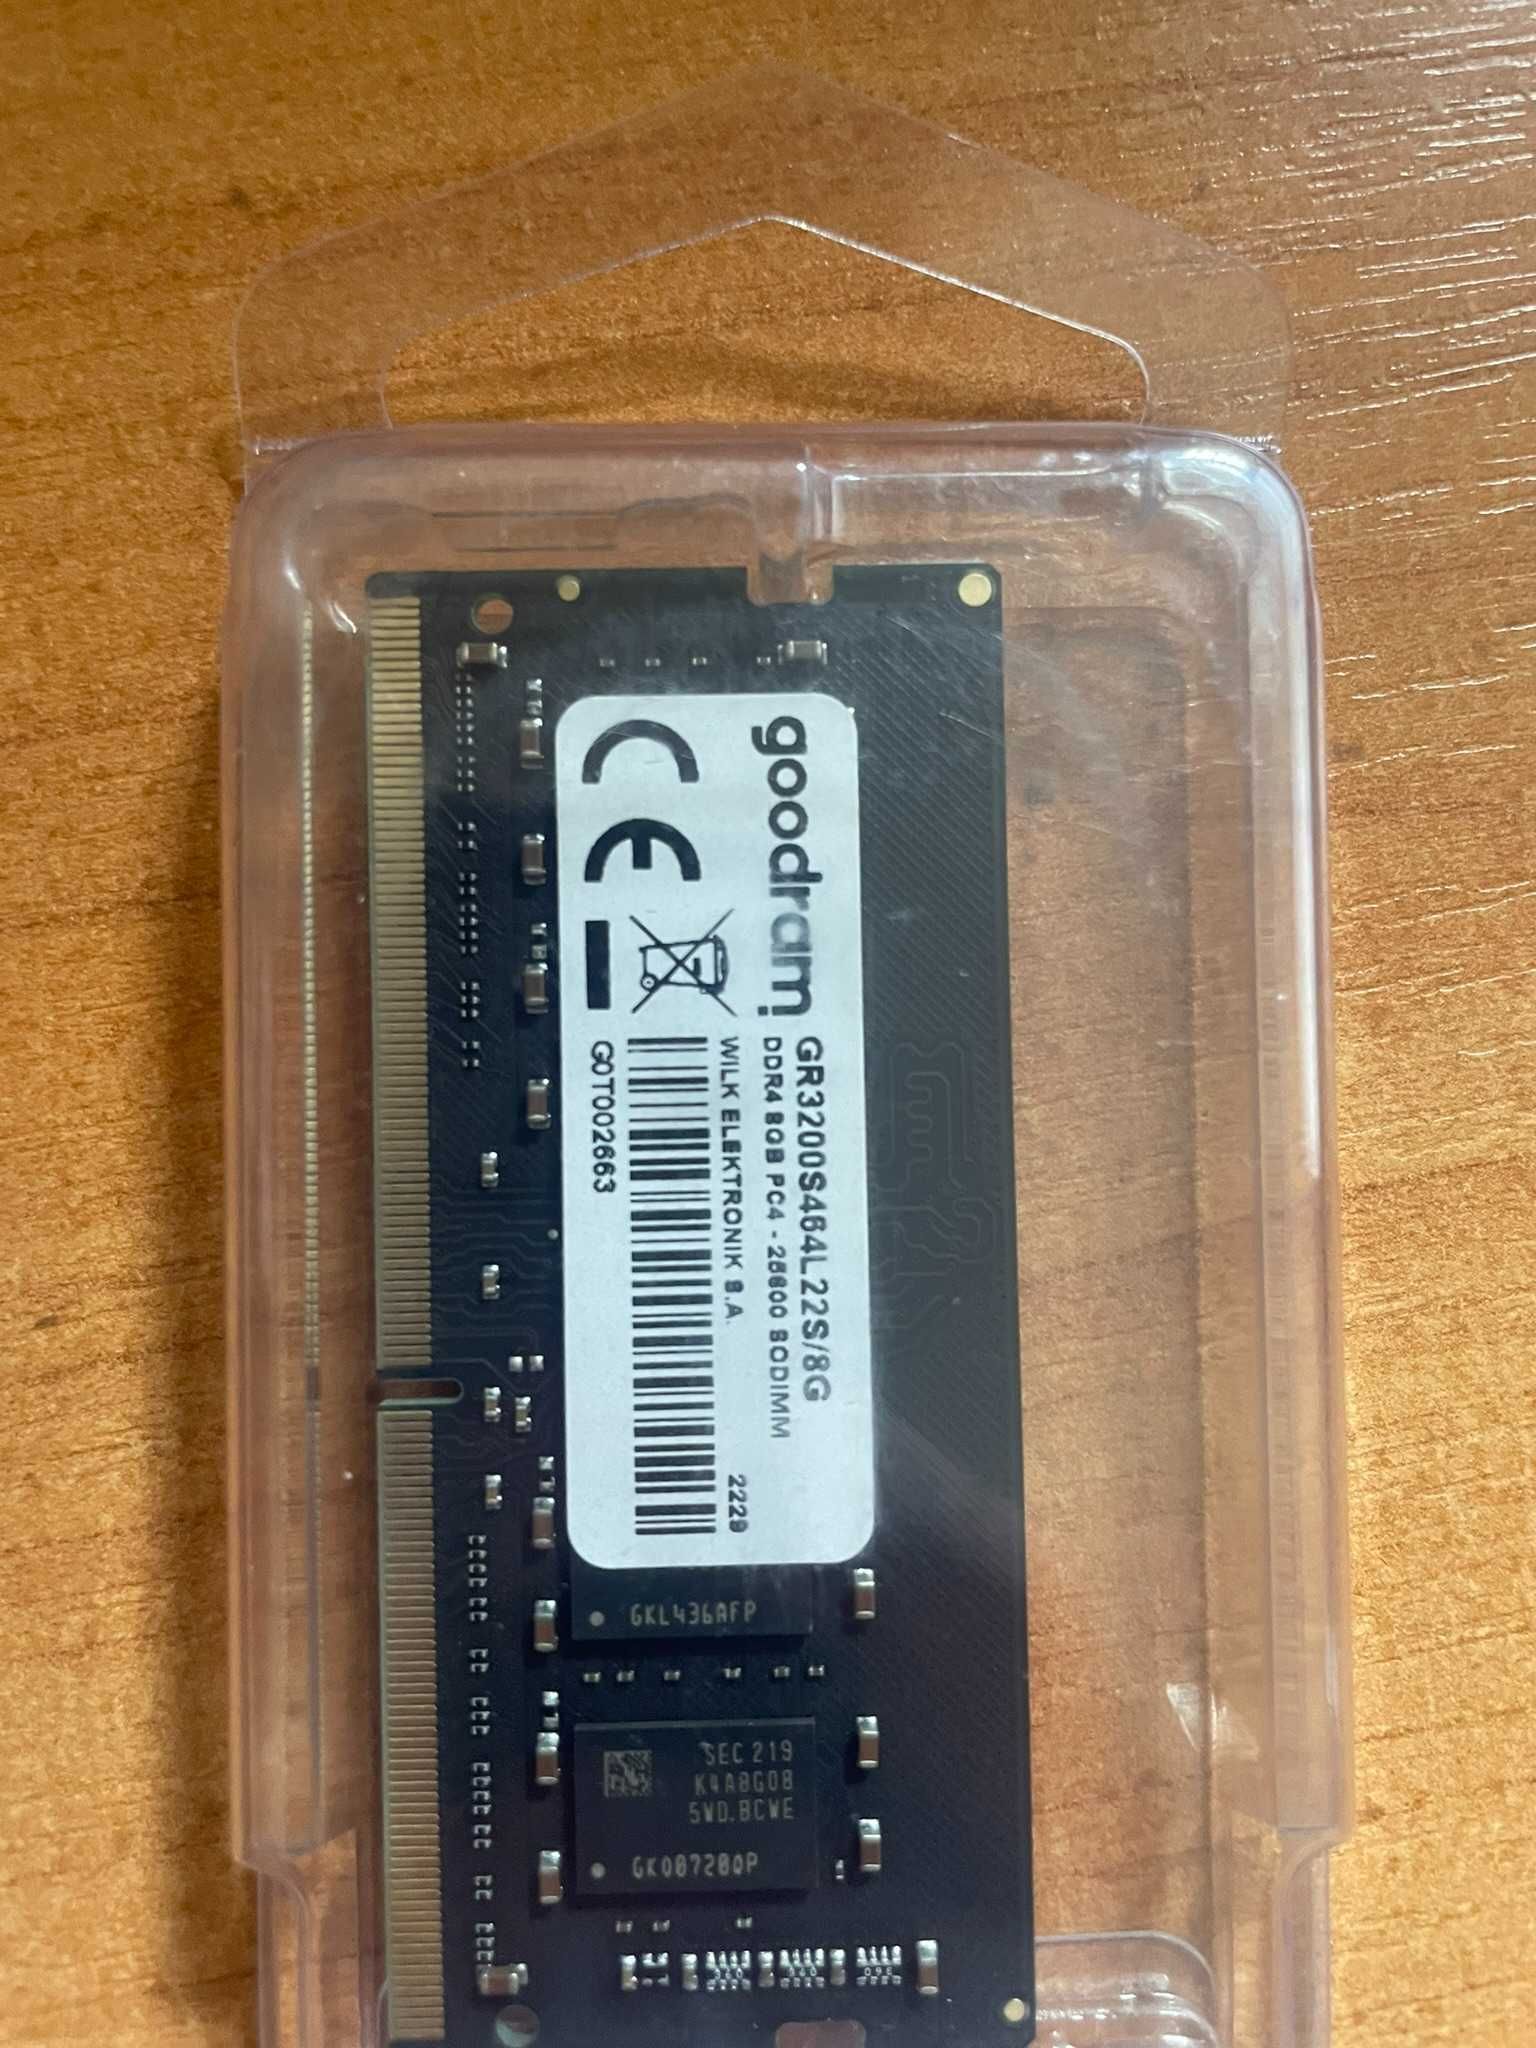 goodram
GR3200S464L22S/8G
DDR4 8GB PC4 - 25600 SODIMM
CE
WILK ELEKTRONIK S.A.
2229
G0T002663
GKL436AFP
SEC 219
K4A8G08
5WD.BCWE
GKQ0720QP